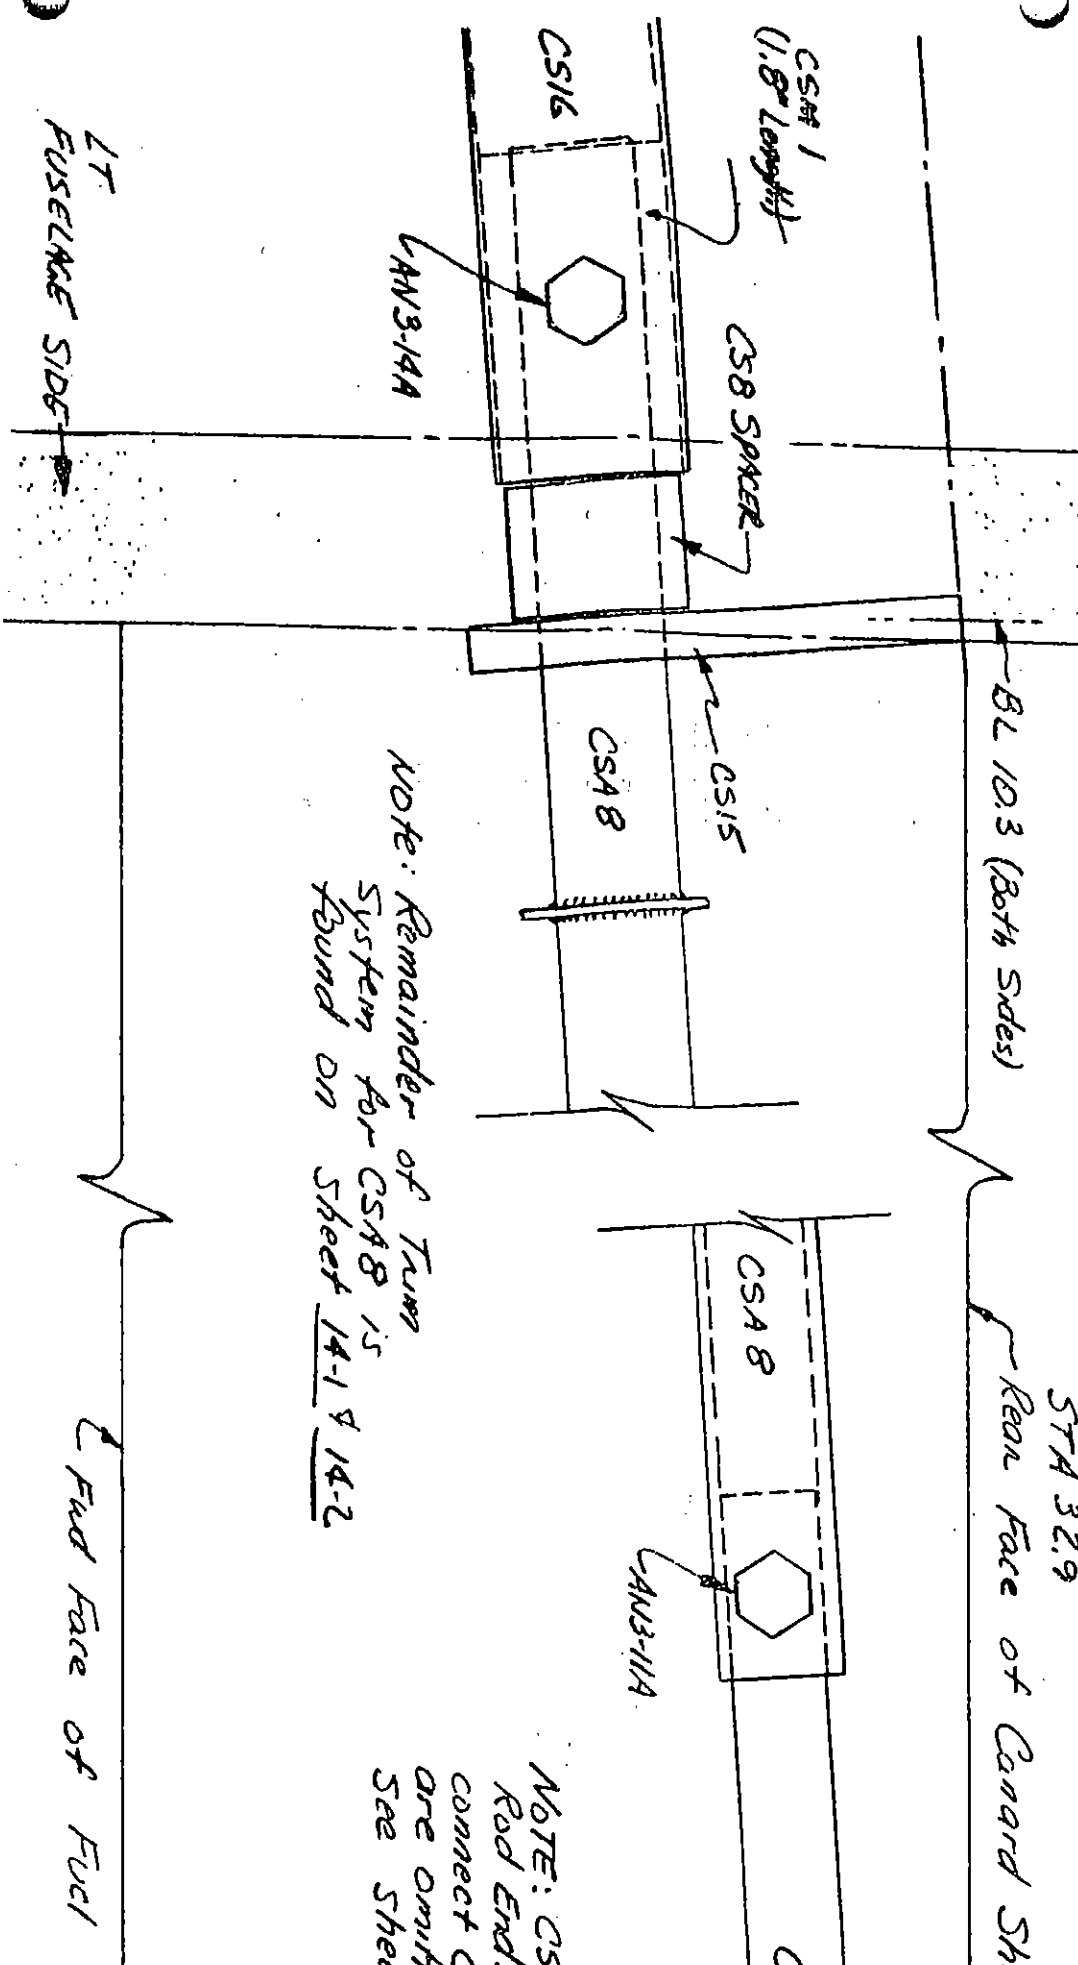 STA 32.9
Rear Face of Canard Sh
BL 10.3 (Both Sides)
CSA 1
(1.8" Length)
CS16
CS8 SPACER
CS15
CSA8
CSA8
AN3-14A
AN3-11A
NOTE: Remainder of Trim
System for CSA8 is
found on Sheet 14-1 & 14-2
NOTE: CS
Rod End
connect C
are omit
See Shee
LT
FUSELAGE SIDE
Fwd Face of Fuel